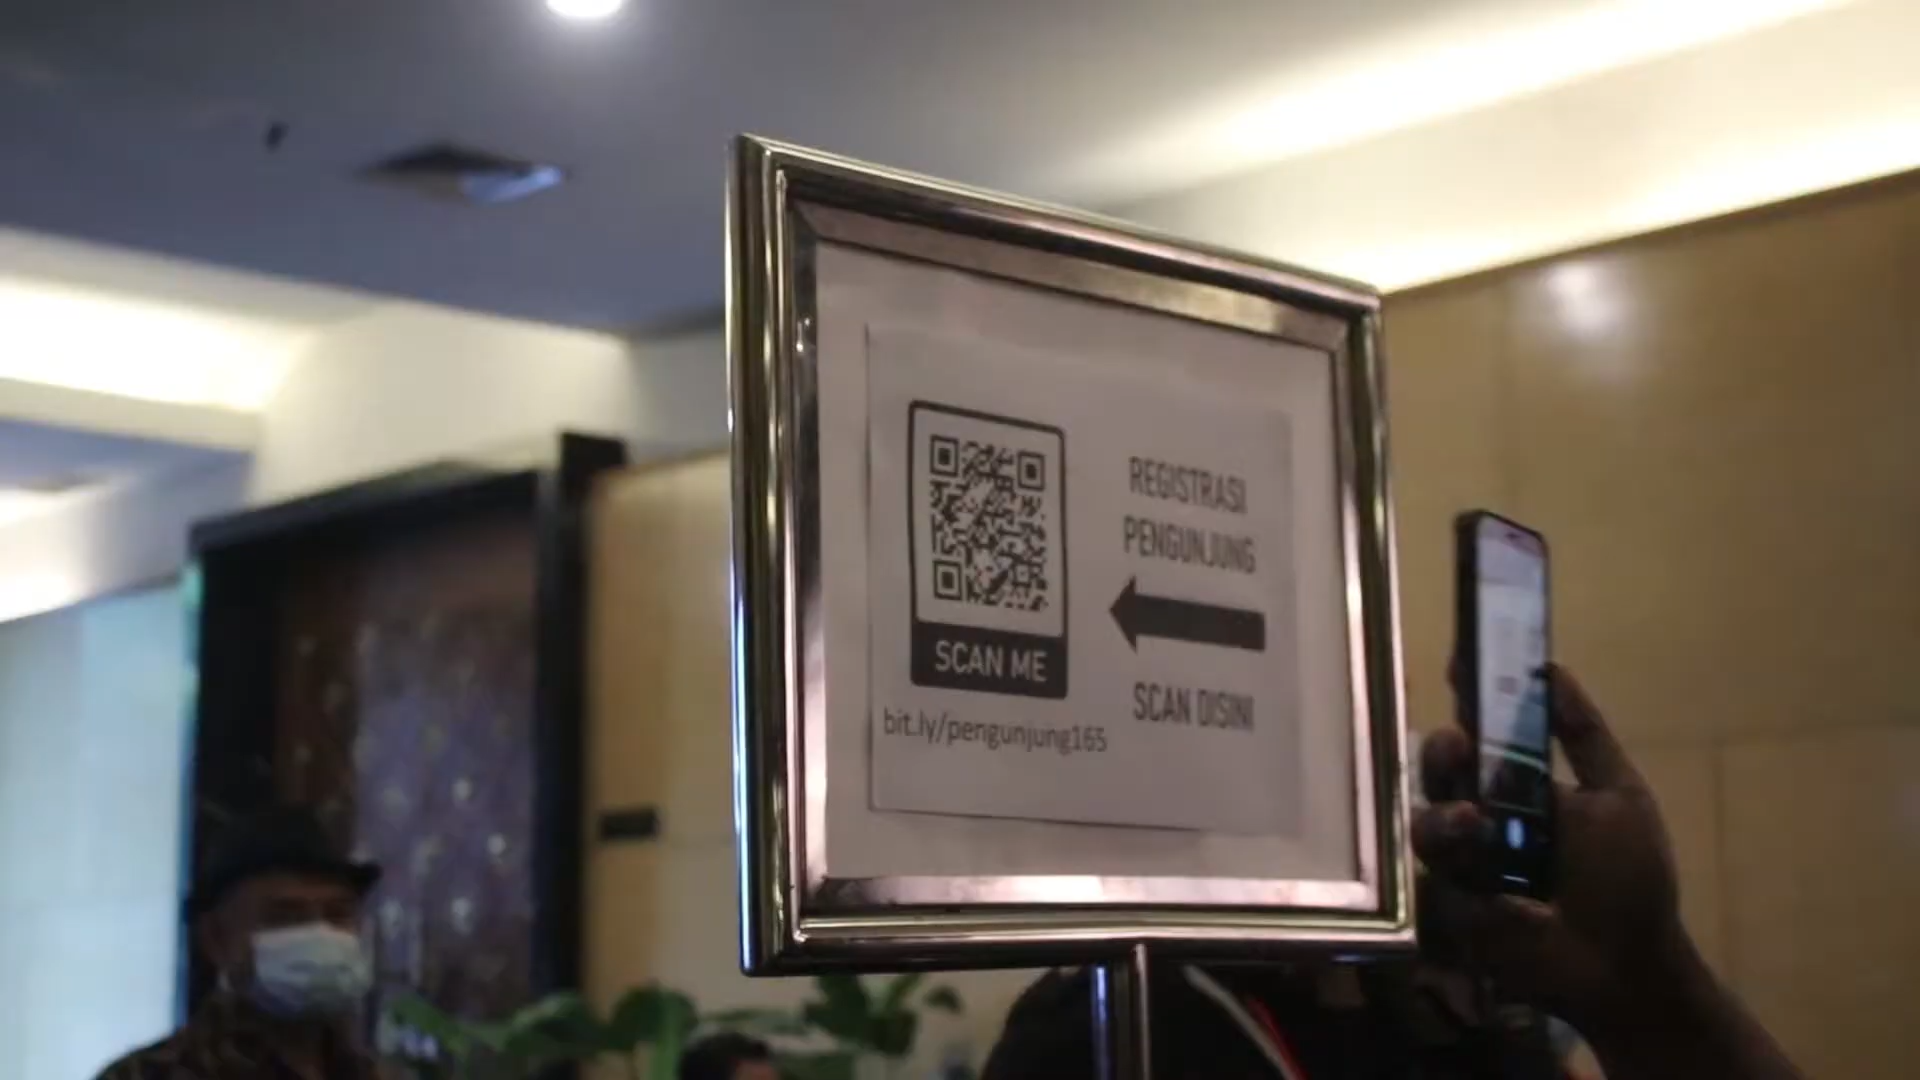 REGISTRASI
PENGUNJUNG
SCAN DISINI
SCAN ME
bit.ly/pengunjung165